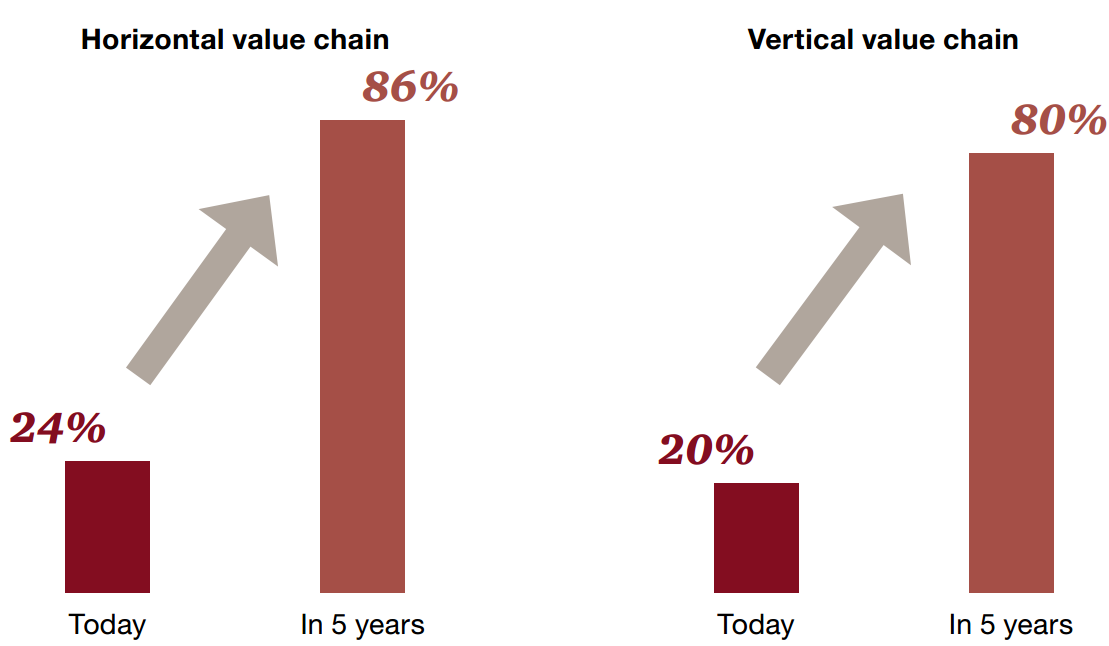 Horizontal value chain
86%
24%
Today
In 5 years
Vertical value chain
80%
20%
Today
In 5 years